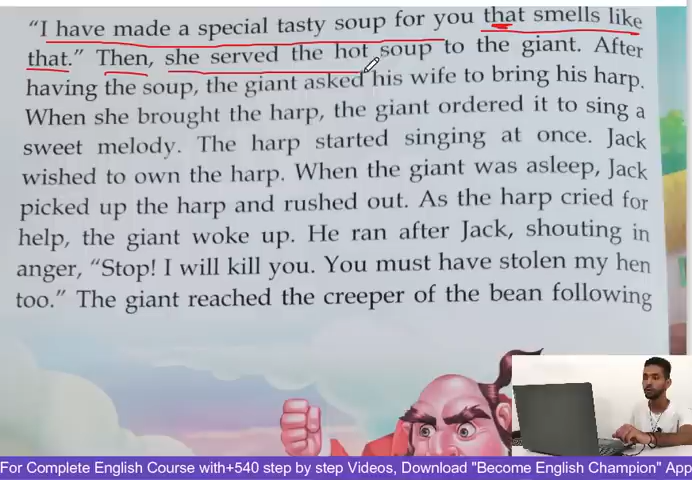 “I have made a special tasty soup for you that smells like
that.” Then, she served the hot soup to the giant. After
having the soup, the giant asked his wife to bring his harp.
When she brought the harp, the giant ordered it to sing a
sweet melody. The harp started singing at once. Jack
wished to own the harp. When the giant was asleep, Jack
picked up the harp and rushed out. As the harp cried for
help, the giant woke up. He ran after Jack, shouting in
anger, “Stop! I will kill you. You must have stolen my hen
too.” The giant reached the creeper of the bean following
For Complete English Course with+540 step by step Videos, Download "Become English Champion" App